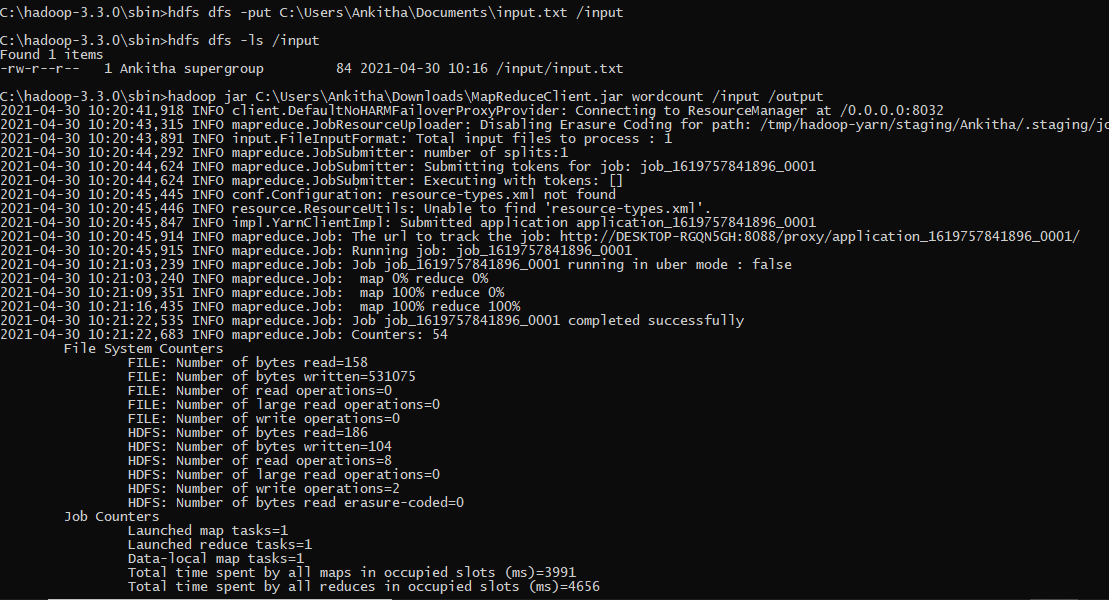 C:\hadoop-3.3.0\sbin>hdfs dfs -put C:\Users\Ankitha\Documents\input.txt /input
C:\hadoop-3.3.0\sbin>hdfs dfs -ls /input
Found 1 items
-rw-r--r--   1 Ankitha supergroup         84 2021-04-30 10:16 /input/input.txt
C:\hadoop-3.3.0\sbin>hadoop jar C:\Users\Ankitha\Downloads\MapReduceClient.jar wordcount /input /output
2021-04-30 10:20:41,918 INFO client.DefaultNoHARMFailoverProxyProvider: Connecting to ResourceManager at /0.0.0.0:8032
2021-04-30 10:20:43,315 INFO mapreduce.JobResourceUploader: Disabling Erasure Coding for path: /tmp/hadoop-yarn/staging/Ankitha/.staging/jo
2021-04-30 10:20:43,891 INFO input.FileInputFormat: Total input files to process : 1
2021-04-30 10:20:44,292 INFO mapreduce.JobSubmitter: number of splits:1
2021-04-30 10:20:44,624 INFO mapreduce.JobSubmitter: Submitting tokens for job: job_1619757841896_0001
2021-04-30 10:20:44,624 INFO mapreduce.JobSubmitter: Executing with tokens: []
2021-04-30 10:20:45,445 INFO conf.Configuration: resource-types.xml not found
2021-04-30 10:20:45,446 INFO resource.ResourceUtils: Unable to find 'resource-types.xml'.
2021-04-30 10:20:45,847 INFO impl.YarnClientImpl: Submitted application application_1619757841896_0001
2021-04-30 10:20:45,914 INFO mapreduce.Job: The url to track the job: http://DESKTOP-RGQN5GH:8088/proxy/application_1619757841896_0001/
2021-04-30 10:20:45,915 INFO mapreduce.Job: Running job: job_1619757841896_0001
2021-04-30 10:21:03,239 INFO mapreduce.Job: Job job_1619757841896_0001 running in uber mode : false
2021-04-30 10:21:03,240 INFO mapreduce.Job:  map 0% reduce 0%
2021-04-30 10:21:09,351 INFO mapreduce.Job:  map 100% reduce 0%
2021-04-30 10:21:16,435 INFO mapreduce.Job:  map 100% reduce 100%
2021-04-30 10:21:22,535 INFO mapreduce.Job: Job job_1619757841896_0001 completed successfully
2021-04-30 10:21:22,683 INFO mapreduce.Job: Counters: 54
File System Counters
FILE: Number of bytes read=158
FILE: Number of bytes written=531075
FILE: Number of read operations=0
FILE: Number of large read operations=0
FILE: Number of write operations=0
HDFS: Number of bytes read=186
HDFS: Number of bytes written=104
HDFS: Number of read operations=8
HDFS: Number of large read operations=0
HDFS: Number of write operations=2
HDFS: Number of bytes read erasure-coded=0
Job Counters
Launched map tasks=1
Launched reduce tasks=1
Data-local map tasks=1
Total time spent by all maps in occupied slots (ms)=3991
Total time spent by all reduces in occupied slots (ms)=4656